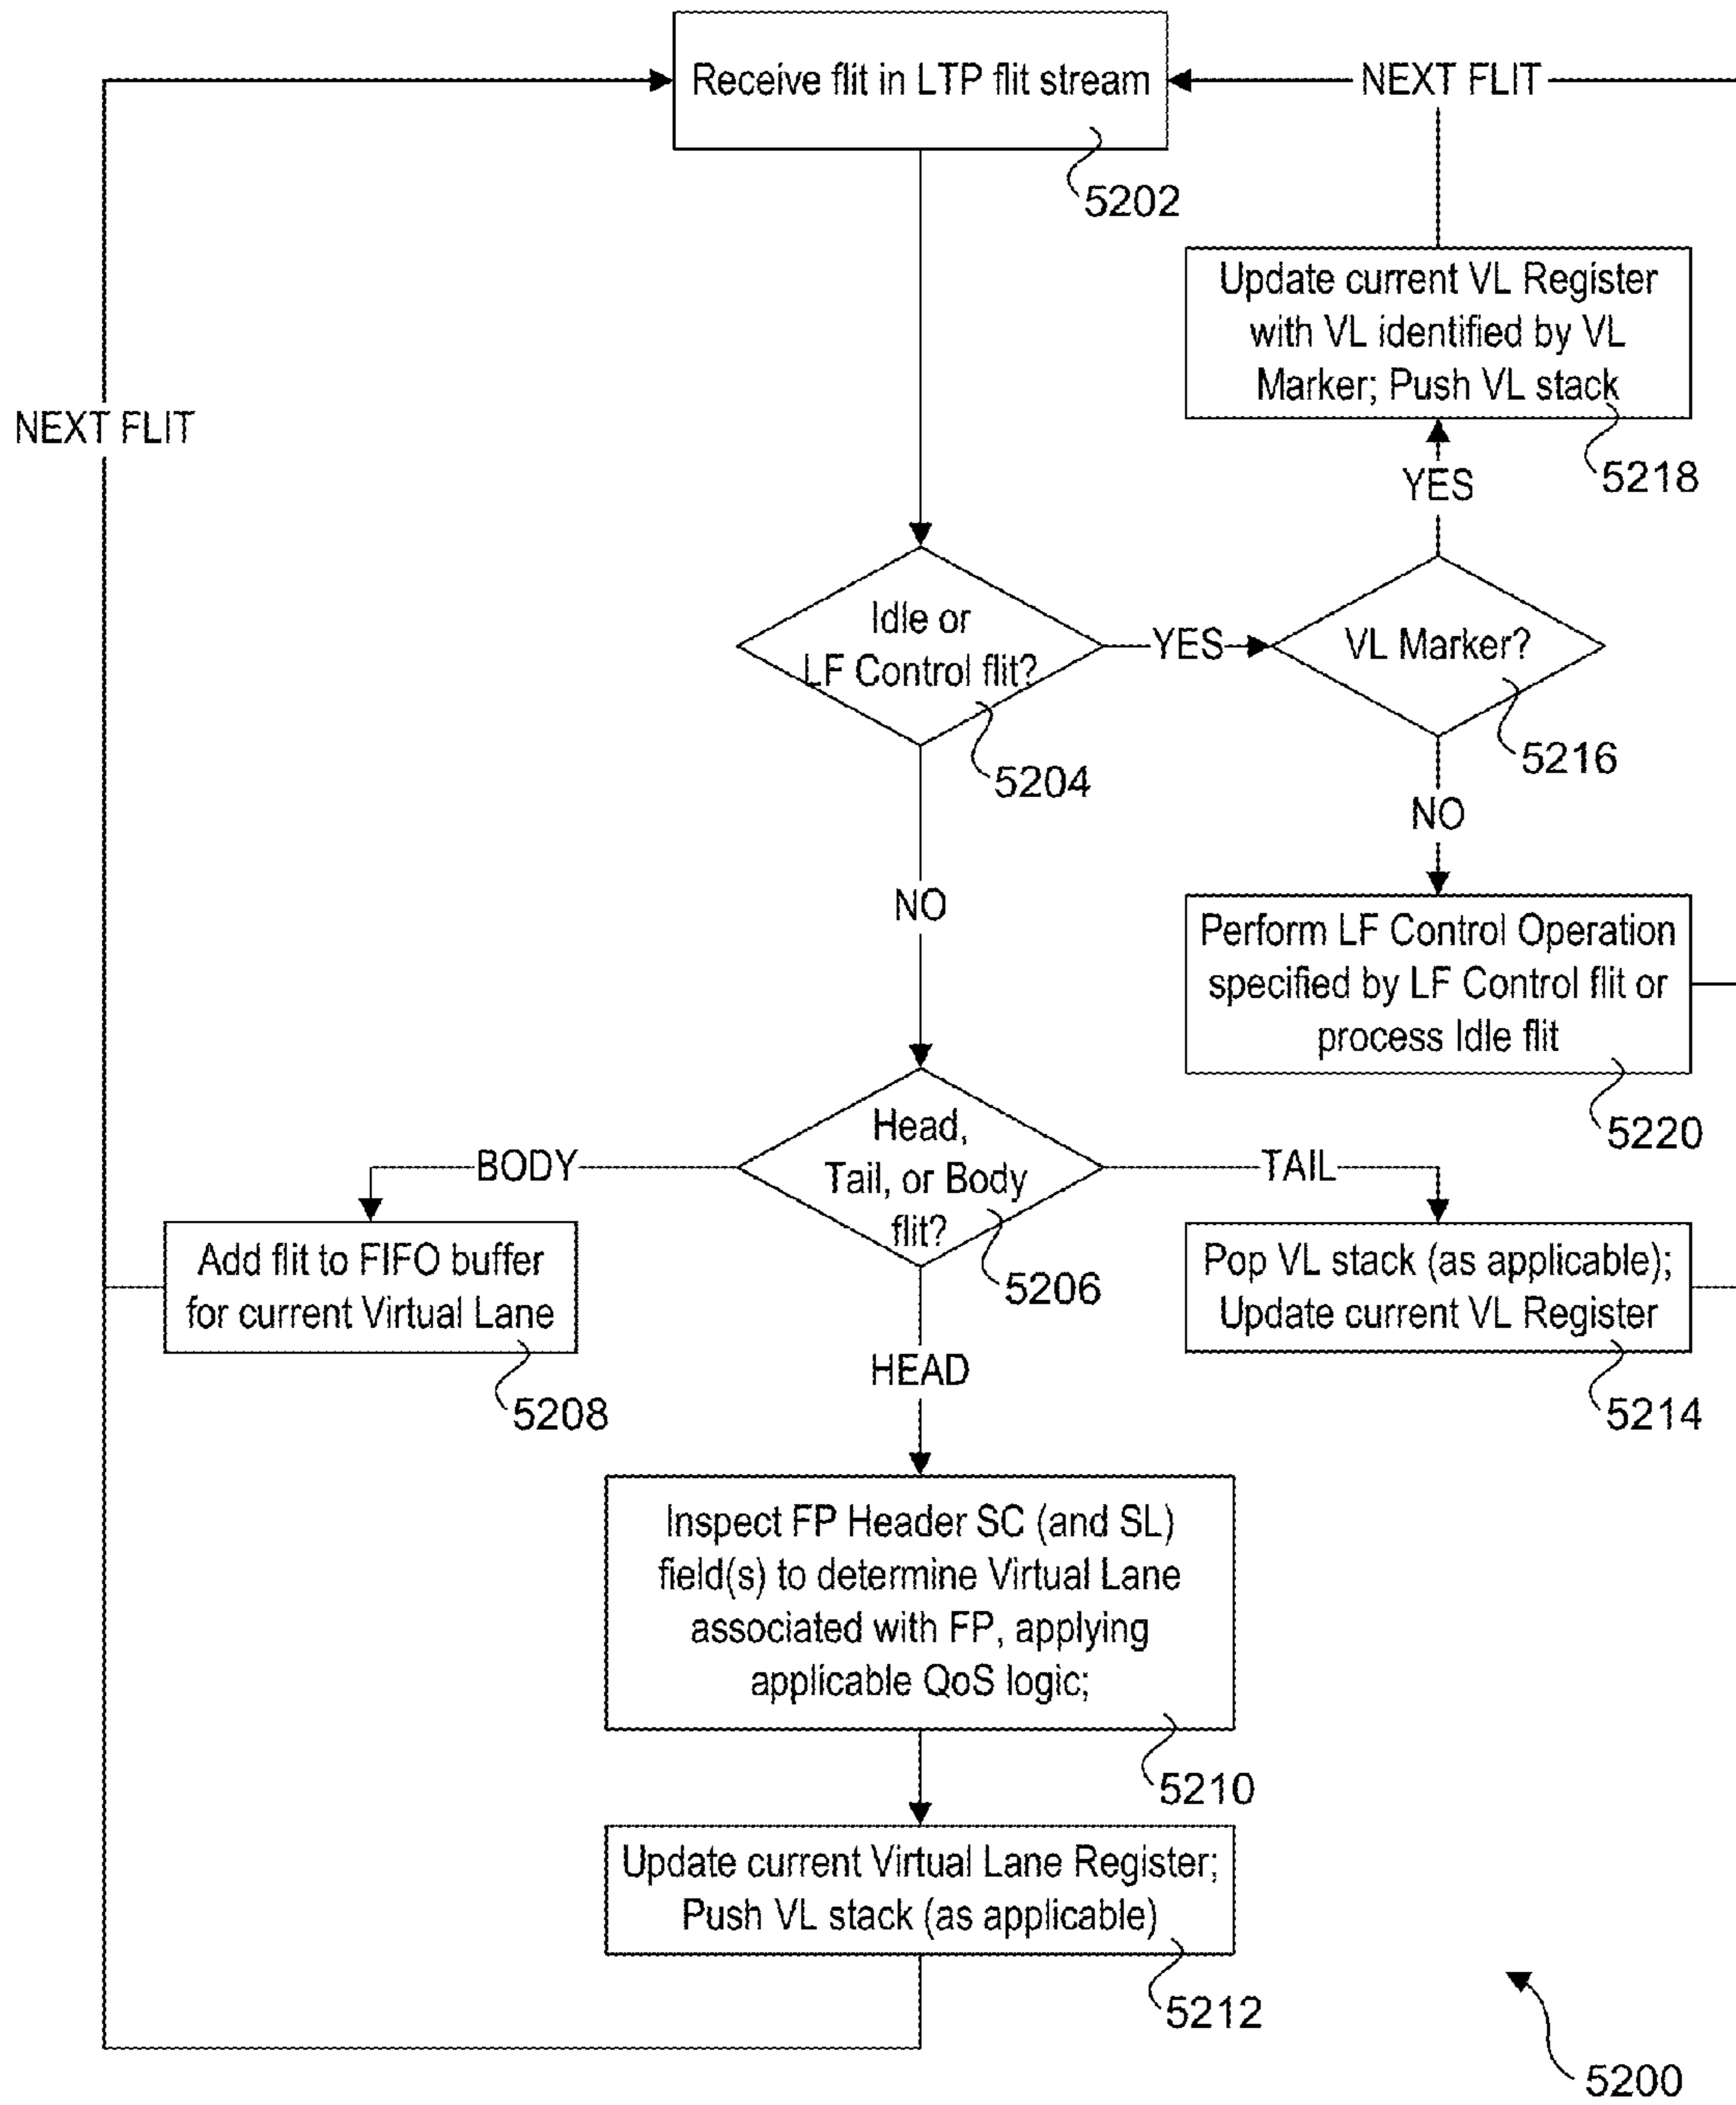 Receive flit in LTP flit stream
NEXT FLIT
5202
Update current VL Register
with VL identified by VL
Marker; Push VL stack
NEXT FLIT
5218
YES
Idle or
LF Control flit?
YES
VL Marker?
5204
5216
NO
NO
Perform LF Control Operation
specified by LF Control flit or
process Idle flit
5220
Head,
Tail, or Body
flit?
BODY
TAIL
5206
Add flit to FIFO buffer
for current Virtual Lane
5208
Pop VL stack (as applicable);
Update current VL Register
5214
HEAD
Inspect FP Header SC (and SL)
field(s) to determine Virtual Lane
associated with FP, applying
applicable QoS logic;
5210
Update current Virtual Lane Register;
Push VL stack (as applicable)
5212
5200